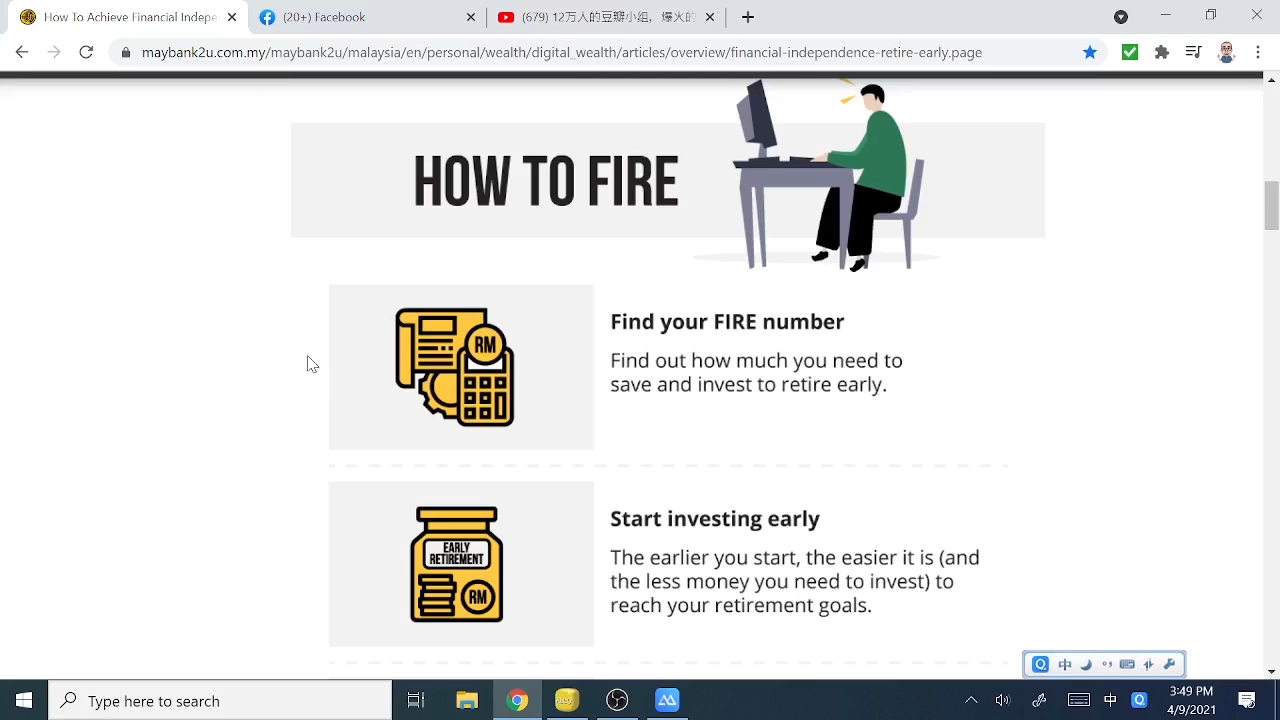 How To Achieve Financial Indepe
(20+) Facebook
(679) 12万人的豆瓣小组，爆火的
maybank2u.com.my/maybank2u/malaysia/en/personal/wealth/digital_wealth/articles/overview/financial-independence-retire-early.page
HOW TO FIRE
RM
Find your FIRE number
Find out how much you need to
save and invest to retire early.
EARLY
RETIREMENT
RM
Start investing early
The earlier you start, the easier it is (and
the less money you need to invest) to
reach your retirement goals.
中
Type here to search
中
3:49 PM
4/9/2021